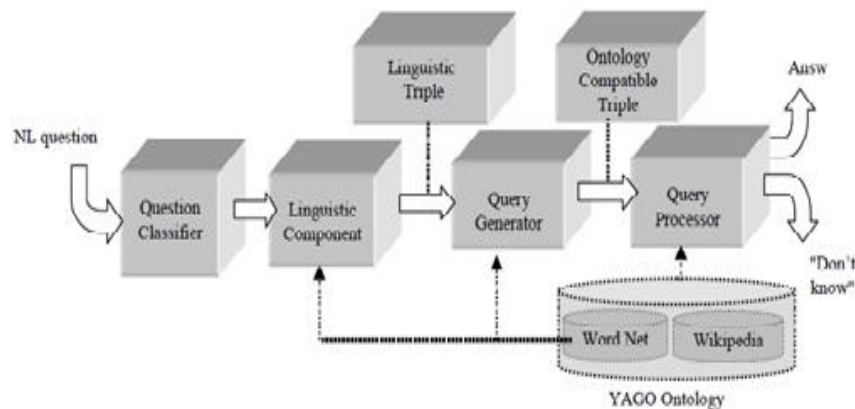 Linguistic
Triple
Ontology
Compatible
Triple
Answ
NL question
Question
Classifier
Linguistic
Component
Query
Generator
Query
Processor
"Don't
know"
Word Net
Wikipedia
YAGO Ontology